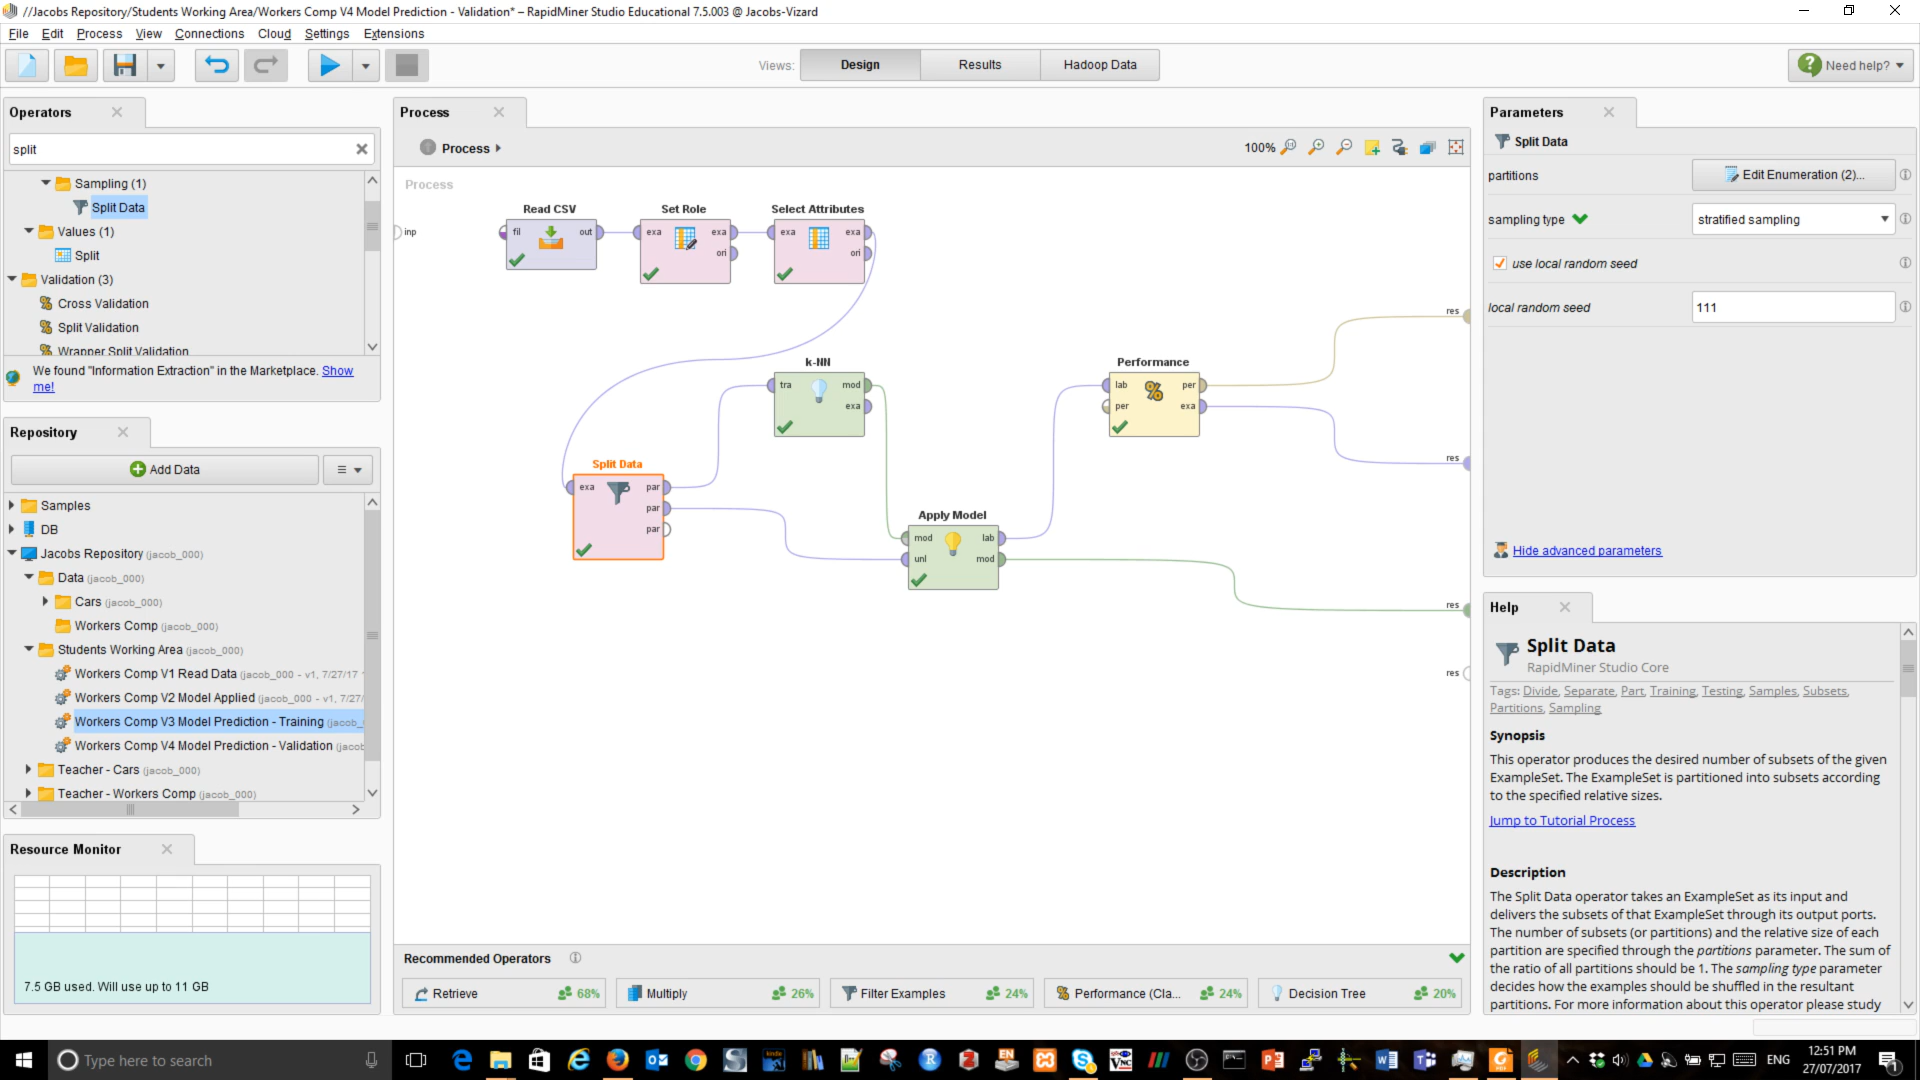 //Jacobs Repository/Students Working Area/Workers Comp V4 Model Prediction - Validation* – RapidMiner Studio Educational 7.5.003 @ Jacobs-Vizard
File Edit Process View Connections Cloud Settings Extensions
Views: Design Results Hadoop Data
Need help?
Operators
split
Sampling (1)
Split Data
Values (1)
Split
Validation (3)
Cross Validation
Split Validation
Wrapper Split Validation
We found "Information Extraction" in the Marketplace. Show
me!
Repository
Add Data
Samples
DB
Jacobs Repository (jacob_000)
Data (jacob_000)
Cars (jacob_000)
Workers Comp (jacob_000)
Students Working Area (jacob_000)
Workers Comp V1 Read Data (jacob_000 - v1, 7/27/17
Workers Comp V2 Model Applied (jacob_000 - v1, 7/27/
Workers Comp V3 Model Prediction - Training (jacob_
Workers Comp V4 Model Prediction - Validation (jacob
Teacher - Cars (jacob_000)
Teacher - Workers Comp (jacob_000)
Resource Monitor
7.5 GB used. Will use up to 11 GB
Process
Process
100%
Process
inp
Read CSV
fil out
Set Role
exa exa
ori
Select Attributes
exa exa
ori
k-NN
tra mod
exa
Performance
lab per
per exa
Split Data
exa par
par
par
Apply Model
mod lab
unl mod
res
res
res
res
Recommended Operators
Retrieve 68%
Multiply 26%
Filter Examples 24%
Performance (Cla... 24%
Decision Tree 20%
Parameters
Split Data
partitions Edit Enumeration (2)...
sampling type stratified sampling
use local random seed
local random seed 111
Hide advanced parameters
Help
Split Data
RapidMiner Studio Core
Tags: Divide, Separate, Part, Training, Testing, Samples, Subsets,
Partitions, Sampling
Synopsis
This operator produces the desired number of subsets of the given
ExampleSet. The ExampleSet is partitioned into subsets according
to the specified relative sizes.
Jump to Tutorial Process
Description
The Split Data operator takes an ExampleSet as its input and
delivers the subsets of that ExampleSet through its output ports.
The number of subsets (or partitions) and the relative size of each
partition are specified through the partitions parameter. The sum of
the ratio of all partitions should be 1. The sampling type parameter
decides how the examples should be shuffled in the resultant
partitions. For more information about this operator please study
Type here to search
ENG
12:51 PM
27/07/2017